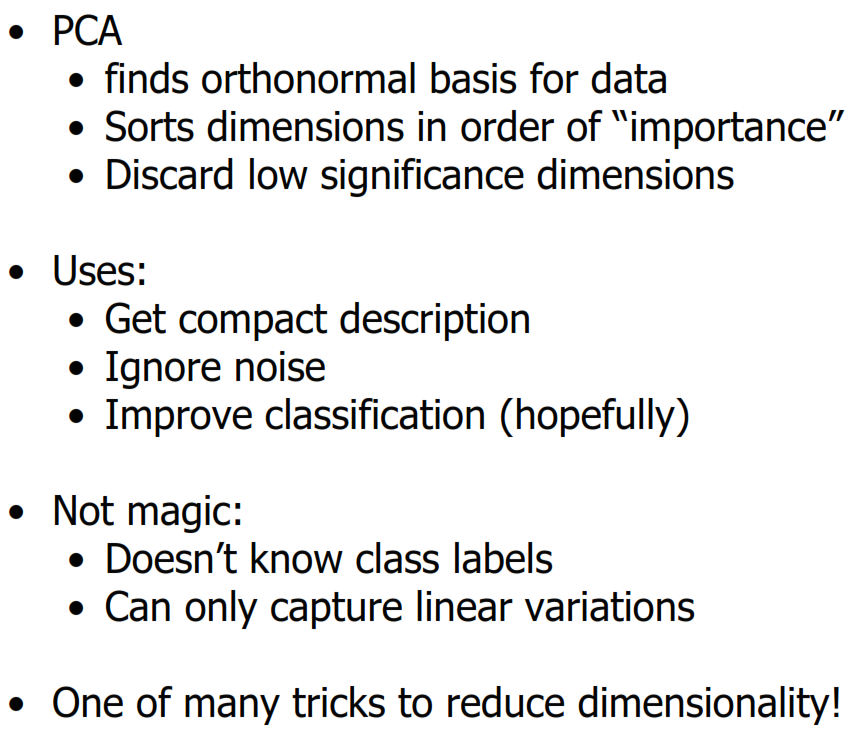 • PCA
• finds orthonormal basis for data
• Sorts dimensions in order of “importance”
• Discard low significance dimensions
• Uses:
• Get compact description
• Ignore noise
• Improve classification (hopefully)
• Not magic:
• Doesn’t know class labels
• Can only capture linear variations
• One of many tricks to reduce dimensionality!